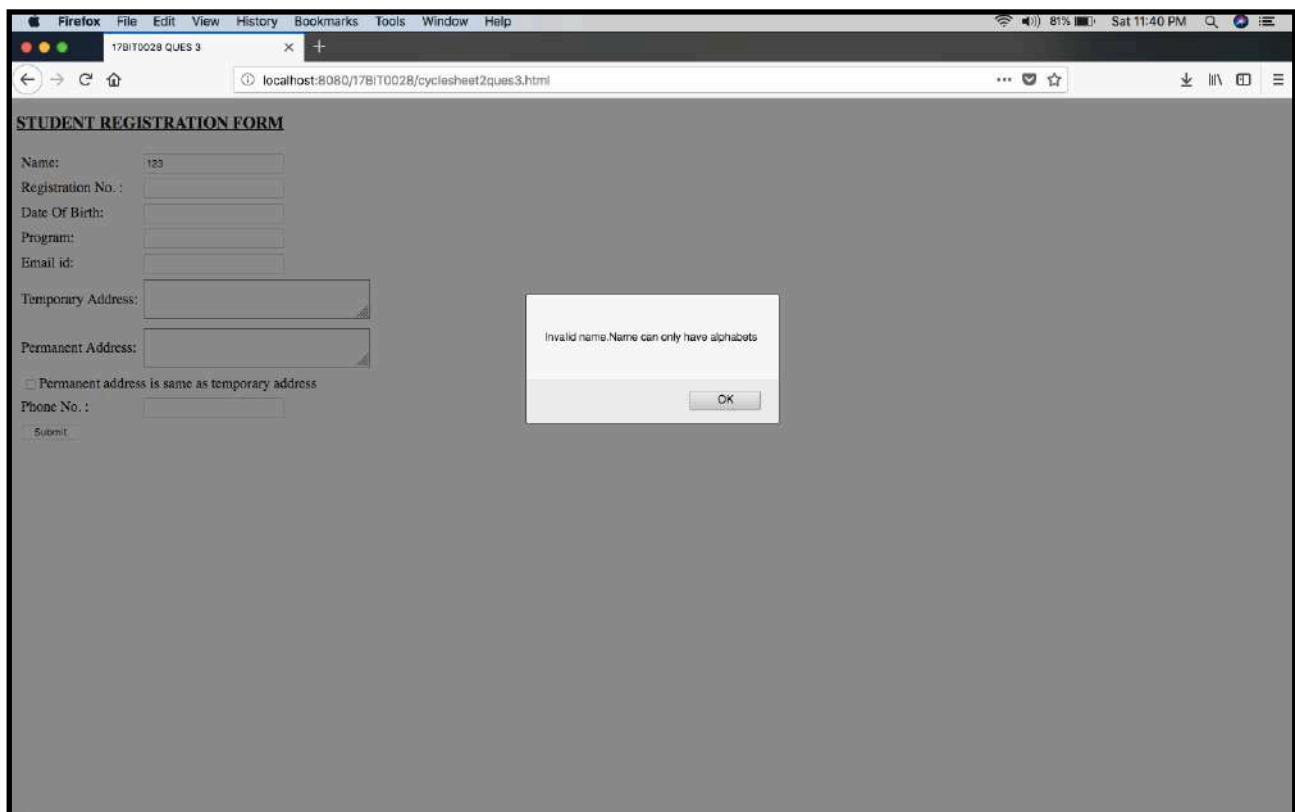 Firefox File Edit View History Bookmarks Tools Window Help 81% Sat 11:40 PM
17BIT0028 QUES 3
localhost:8080/17BIT0028/cyclesheet2ques3.html
STUDENT REGISTRATION FORM
Name: 123
Registration No. :
Date Of Birth:
Program:
Email id:
Temporary Address:
Permanent Address:
Permanent address is same as temporary address
Phone No. :
Submit
Invalid name.Name can only have alphabets
OK